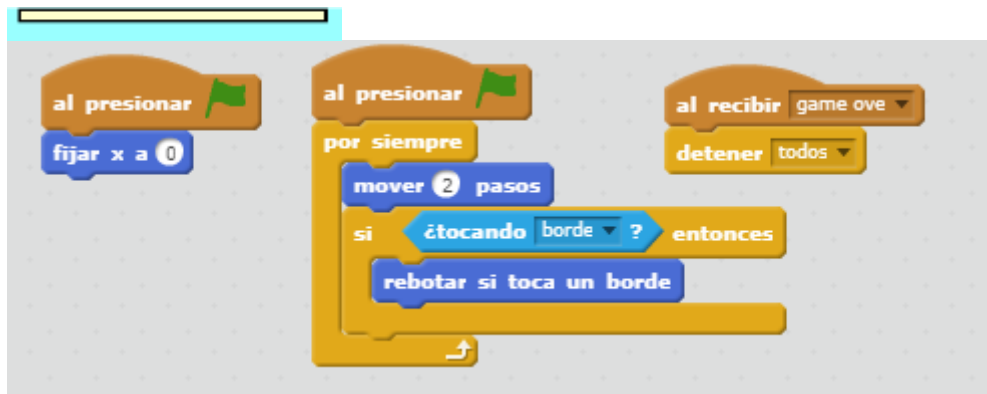 al presionar
fijar x a 0
al presionar
por siempre
mover 2 pasos
si ¿tocando borde ? entonces
rebotar si toca un borde
al recibir game ove
detener todos